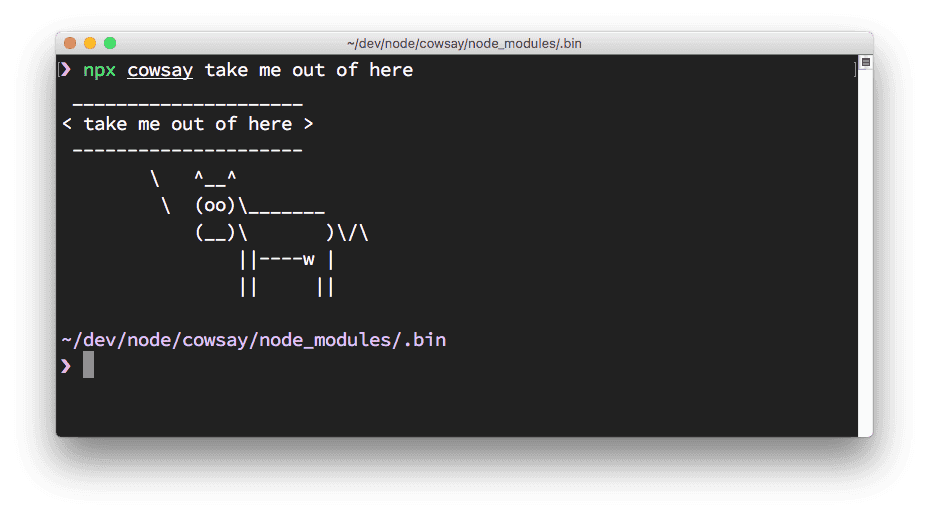 ~/dev/node/cowsay/node_modules/.bin
❯ npx cowsay take me out of here
 _____________________
< take me out of here >
 ---------------------
        \   ^__^
         \  (oo)\_______
            (__)\       )\/\
                ||----w |
                ||     ||
~/dev/node/cowsay/node_modules/.bin
❯